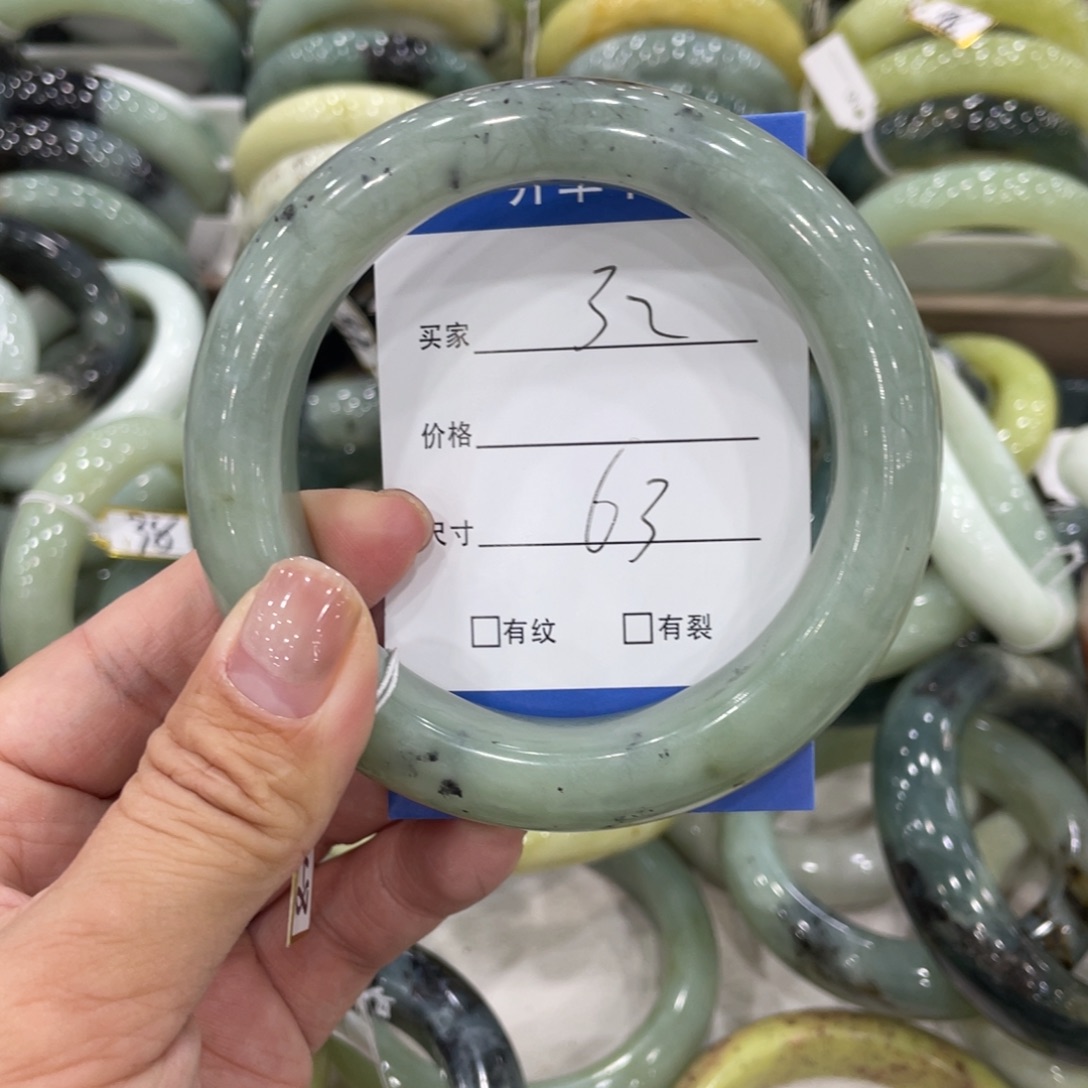 买家 32
价格
尺寸 63
□有纹 □有裂